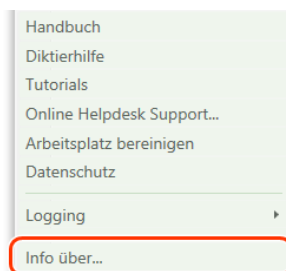 Handbuch
Diktierhilfe
Tutorials
Online Helpdesk Support...
Arbeitsplatz bereinigen
Datenschutz
Logging
Info über...